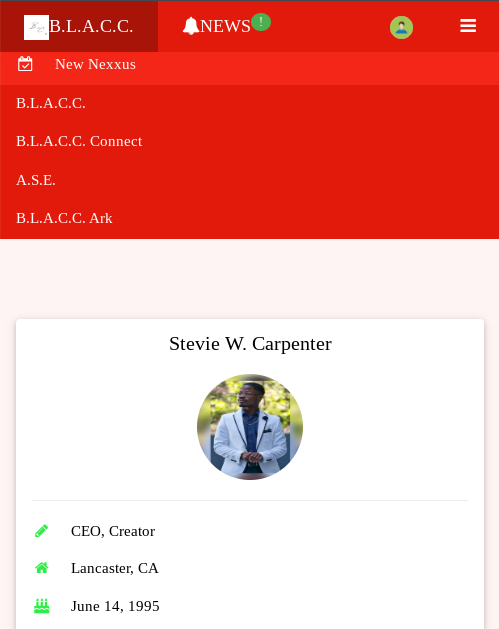 B.L.A.C.C.
NEWS !
New Nexxus
B.L.A.C.C.
B.L.A.C.C. Connect
A.S.E.
B.L.A.C.C. Ark
Stevie W. Carpenter
CEO, Creator
Lancaster, CA
June 14, 1995